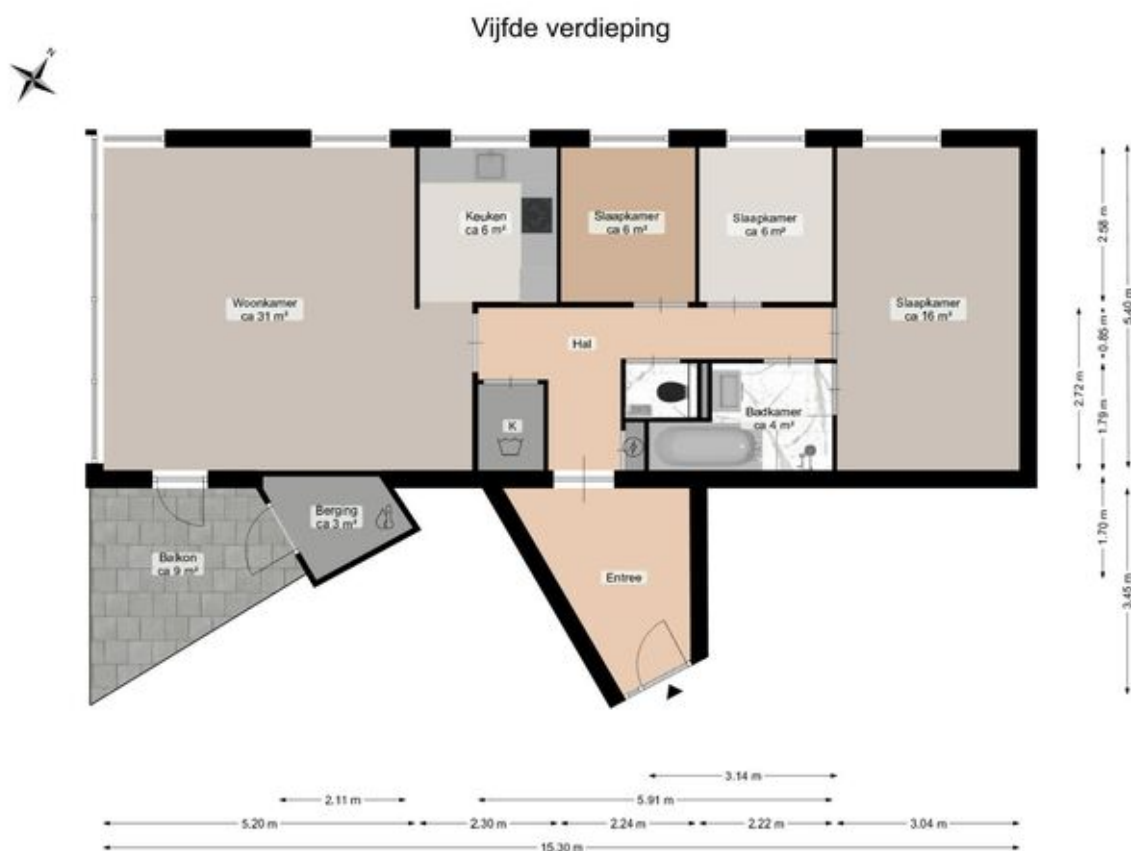 Vijfde verdieping
N
Keuken
ca 6 m²
Slaapkamer
ca 6 m²
Slaapkamer
ca 6 m²
Woonkamer
ca 31 m²
Slaapkamer
ca 16 m²
Hal
K
Badkamer
ca 4 m²
Berging
ca 3 m²
Balkon
ca 9 m²
Entree
2.58 m
5.40 m
0.85 m
2.72 m
1.79 m
1.70 m
3.45 m
3.14 m
2.11 m
5.91 m
5.20 m
2.30 m
2.24 m
2.22 m
3.04 m
15.30 m